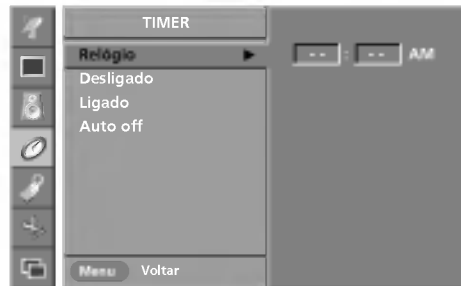 TIMER
Relógio -- : -- AM
Desligado
Ligado
Auto off
Menu Voltar